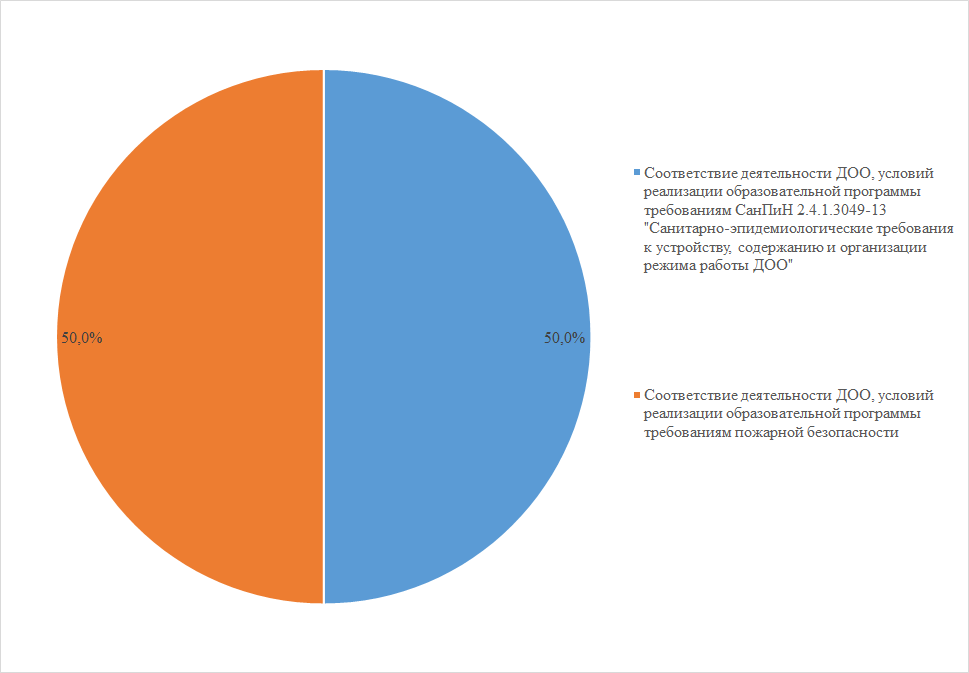 50,0%
50,0%
Соответствие деятельности ДОО, условий
реализации образовательной программы
требованиям СанПиН 2.4.1.3049-13
"Санитарно-эпидемиологические требования
к устройству, содержанию и организации
режима работы ДОО"
Соответствие деятельности ДОО, условий
реализации образовательной программы
требованиям пожарной безопасности